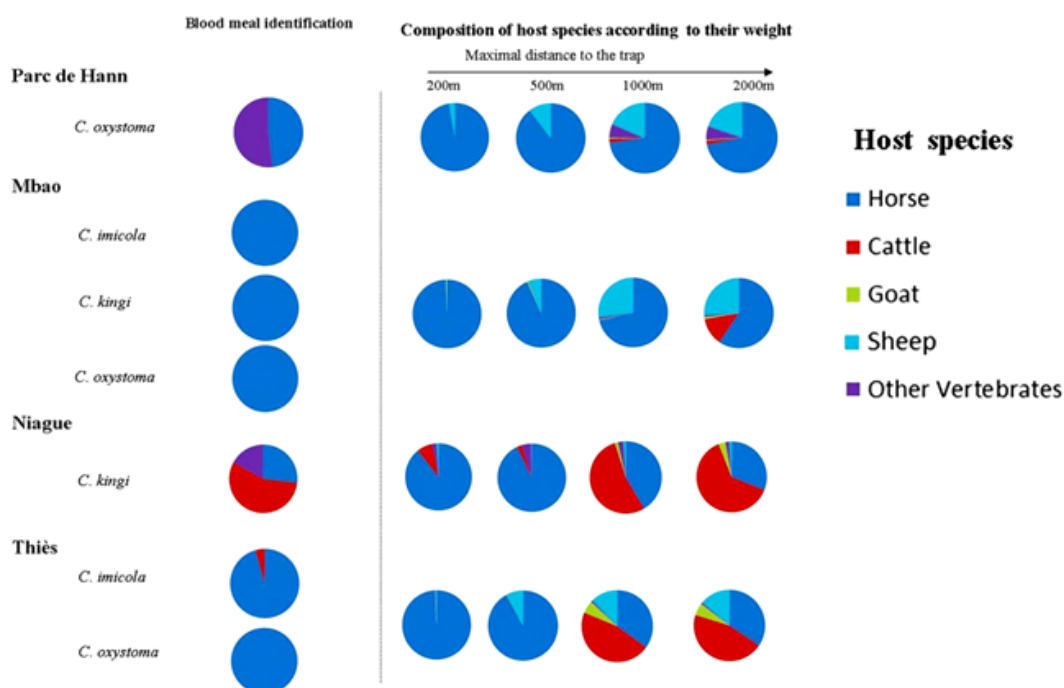 Blood meal identification
Composition of host species according to their weight
Maximal distance to the trap
200m 500m 1000m 2000m
Parc de Hann
C. oxystoma
Mbao
C. imicola
C. kingi
C. oxystoma
Niague
C. kingi
Thiès
C. imicola
C. oxystoma
Host species
Horse
Cattle
Goat
Sheep
Other Vertebrates